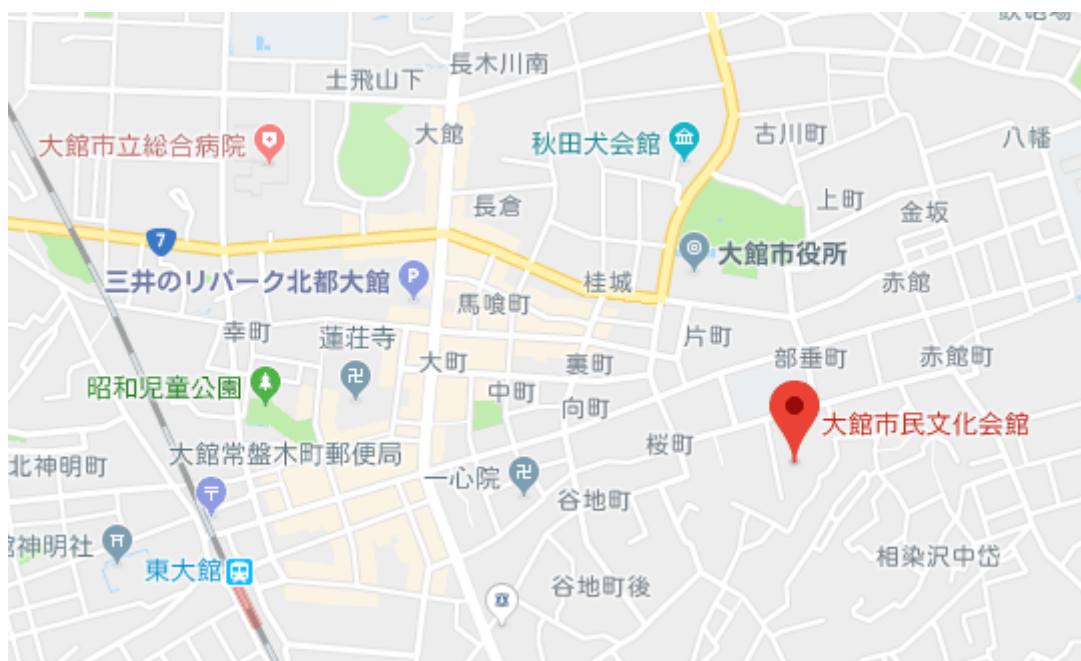 長木川南
土飛山下
大館
古川町
八幡
大館市立総合病院
秋田犬会館
上町
長倉
金坂
7
大館市役所
三井のリパーク北都大館
P
桂城
赤館
馬喰町
幸町
蓮荘寺
片町
大町
裏町
部垂町
赤館町
昭和児童公園
中町
向町
大館市民文化会館
桜町
大館常盤木町郵便局
北神明町
一心院
谷地町
神明社
東大館
相染沢中岱
谷地町後